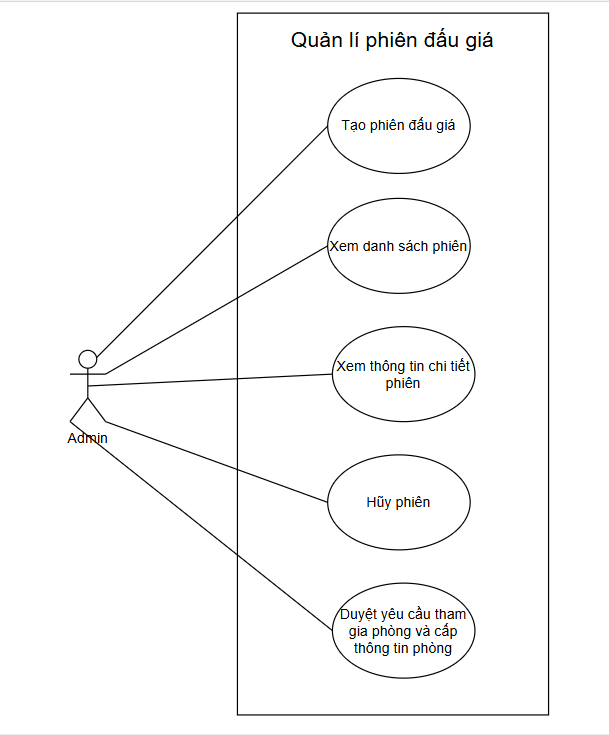 Quản lí phiên đấu giá
Tạo phiên đấu giá
Xem danh sách phiên
Xem thông tin chi tiết
phiên
Admin
Hũy phiên
Duyệt yêu cầu tham
gia phòng và cấp
thông tin phòng